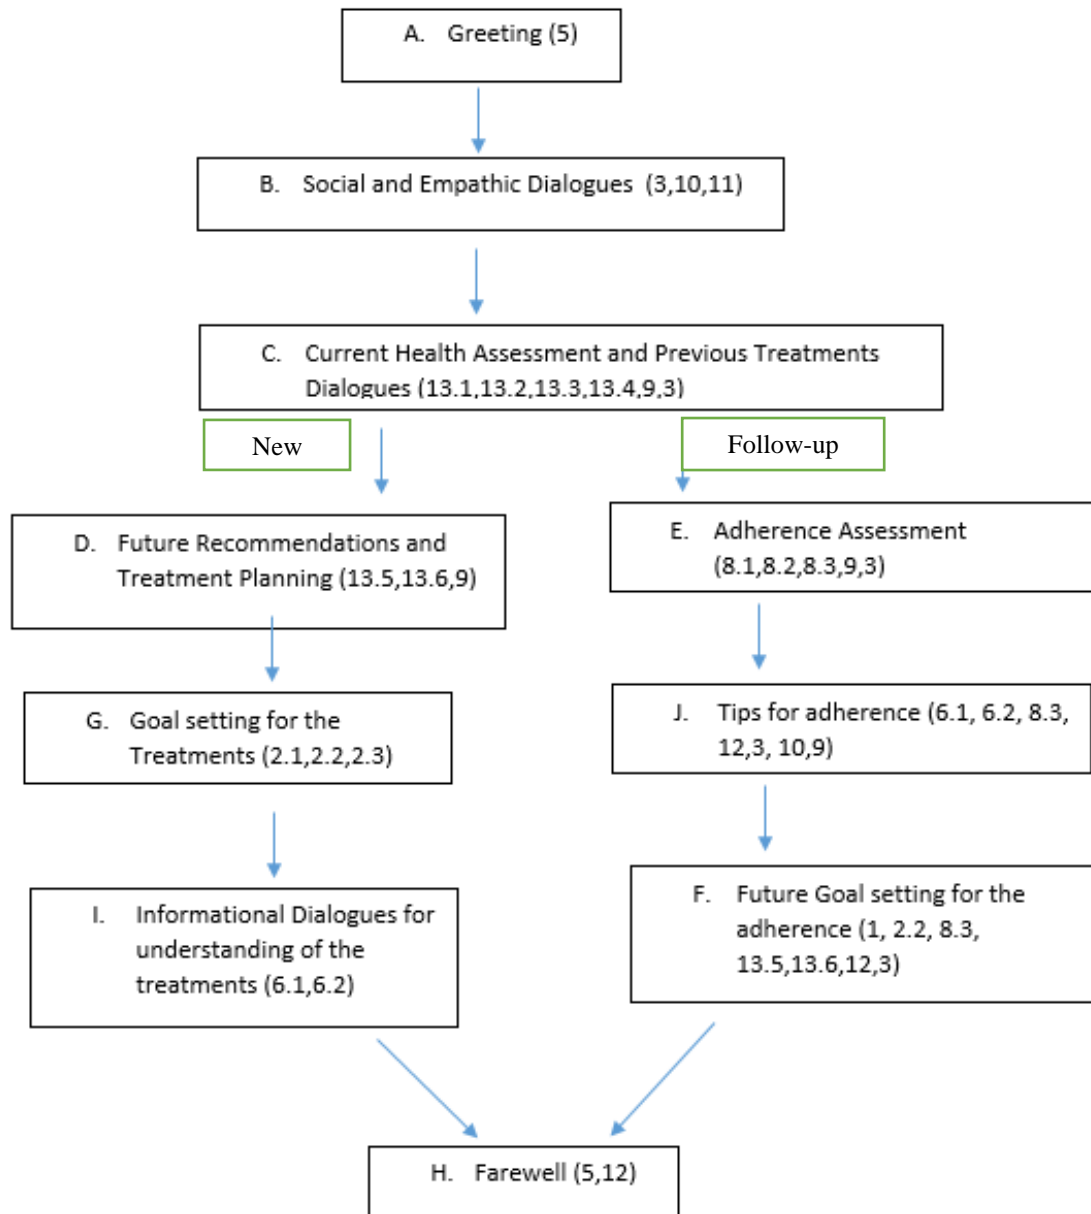 A. Greeting (5)
B. Social and Empathic Dialogues (3,10,11)
C. Current Health Assessment and Previous Treatments
Dialogues (13.1,13.2,13.3,13.4,9,3)
New
Follow-up
D. Future Recommendations and
Treatment Planning (13.5,13.6,9)
E. Adherence Assessment
(8.1,8.2,8.3,9,3)
G. Goal setting for the
Treatments (2.1,2.2,2.3)
J. Tips for adherence (6.1, 6.2, 8.3,
12,3, 10,9)
I. Informational Dialogues for
understanding of the
treatments (6.1,6.2)
F. Future Goal setting for the
adherence (1, 2.2, 8.3,
13.5,13.6,12,3)
H. Farewell (5,12)